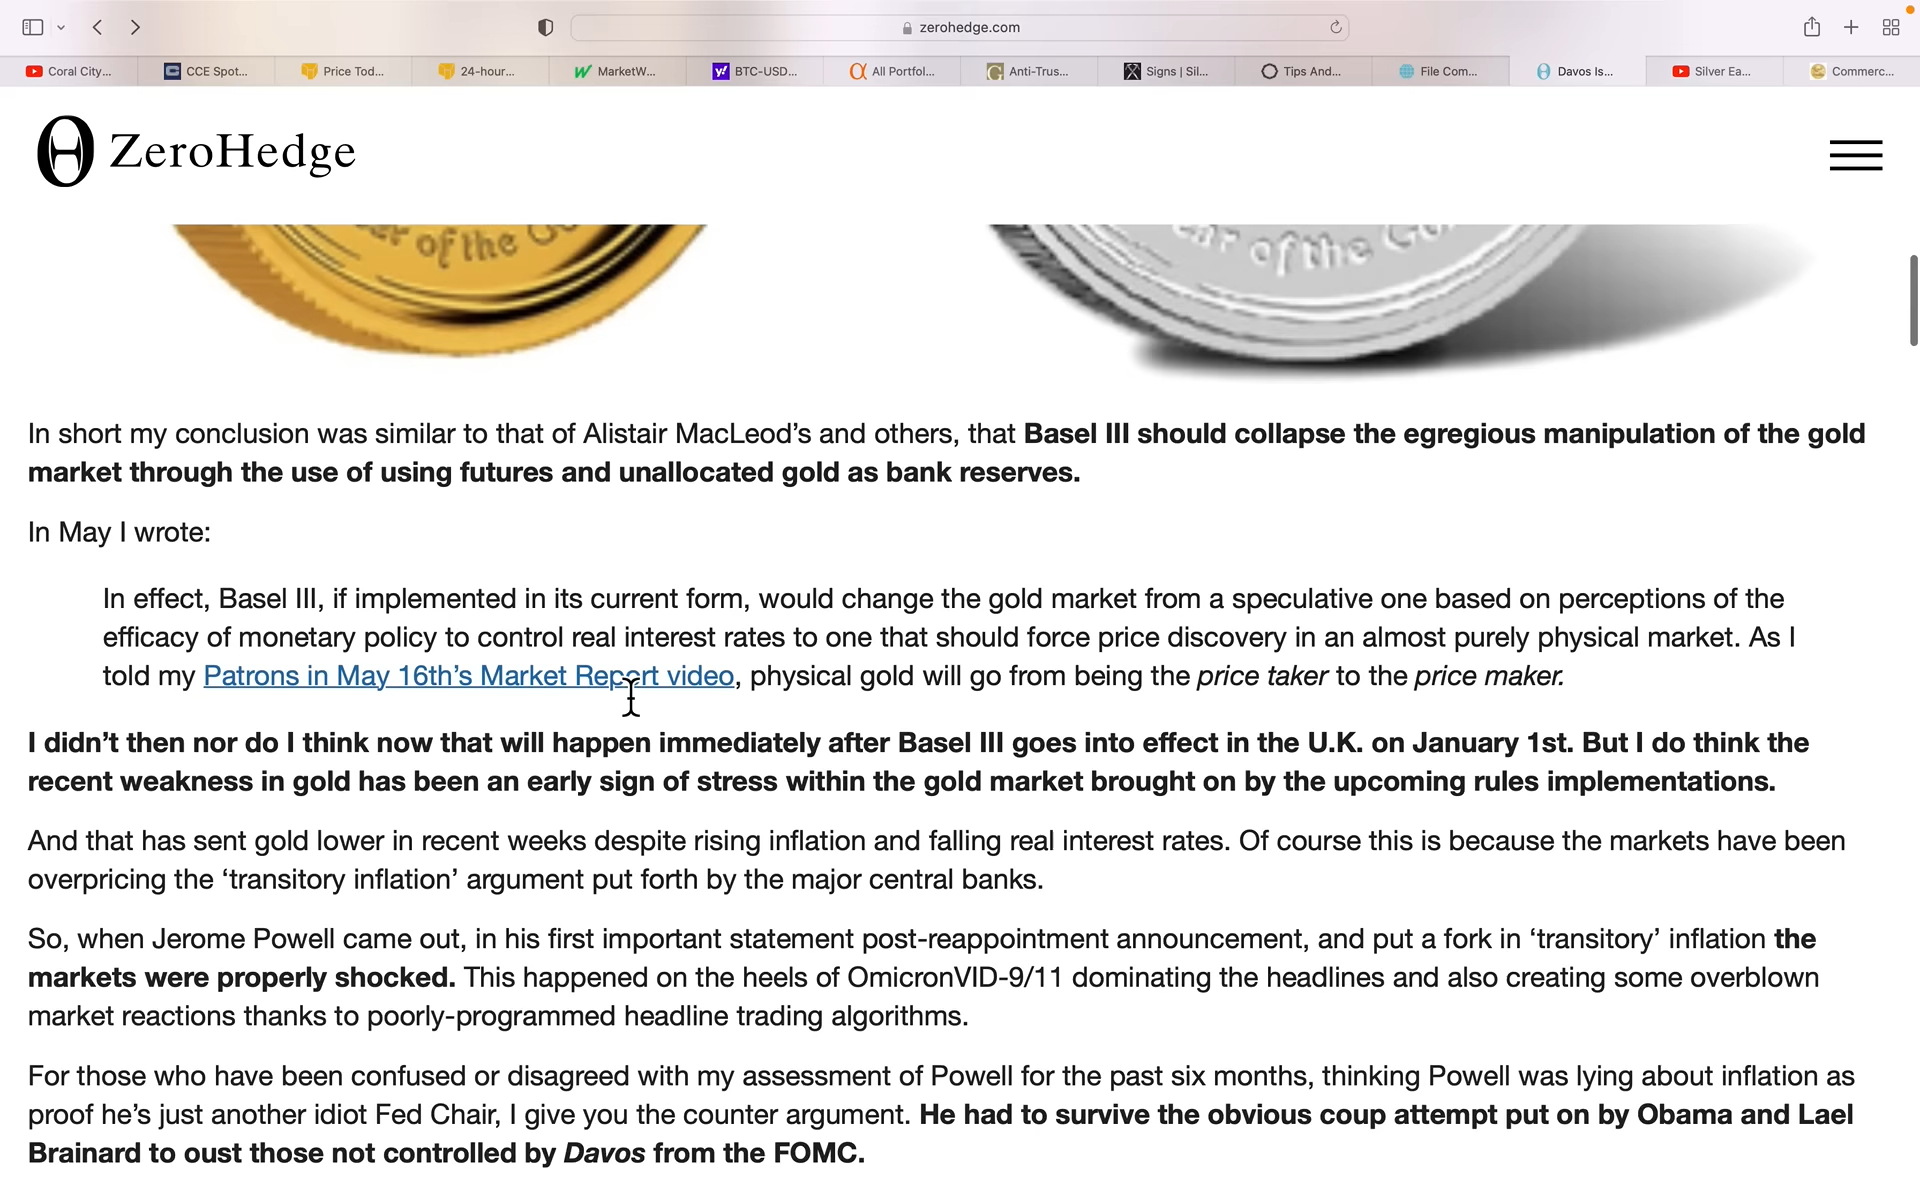 zerohedge.com
Coral City...
CCE Spot...
Price Tod...
24-hour...
MarketW...
BTC-USD...
All Portfol...
Anti-Trus...
Signs | Sil...
Tips And...
File Com...
Davos Is...
Silver Ea...
Commerc...
ZeroHedge
ar of the Go
ear of the Go
In short my conclusion was similar to that of Alistair MacLeod’s and others, that Basel III should collapse the egregious manipulation of the gold
market through the use of using futures and unallocated gold as bank reserves.
In May I wrote:
In effect, Basel III, if implemented in its current form, would change the gold market from a speculative one based on perceptions of the
efficacy of monetary policy to control real interest rates to one that should force price discovery in an almost purely physical market. As I
told my Patrons in May 16th’s Market Report video, physical gold will go from being the price taker to the price maker.
I didn’t then nor do I think now that will happen immediately after Basel III goes into effect in the U.K. on January 1st. But I do think the
recent weakness in gold has been an early sign of stress within the gold market brought on by the upcoming rules implementations.
And that has sent gold lower in recent weeks despite rising inflation and falling real interest rates. Of course this is because the markets have been
overpricing the ‘transitory inflation’ argument put forth by the major central banks.
So, when Jerome Powell came out, in his first important statement post-reappointment announcement, and put a fork in ‘transitory’ inflation the
markets were properly shocked. This happened on the heels of OmicronVID-9/11 dominating the headlines and also creating some overblown
market reactions thanks to poorly-programmed headline trading algorithms.
For those who have been confused or disagreed with my assessment of Powell for the past six months, thinking Powell was lying about inflation as
proof he’s just another idiot Fed Chair, I give you the counter argument. He had to survive the obvious coup attempt put on by Obama and Lael
Brainard to oust those not controlled by Davos from the FOMC.